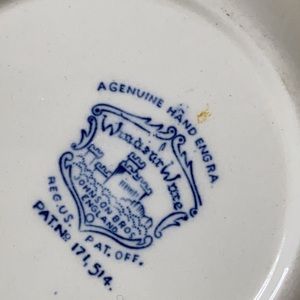 A GENUINE HAND ENGRA
Windsor Ware
JOHNSON BROS
ENGLAND
REG. U.S. PAT. OFF.
PAT. No 171,514.